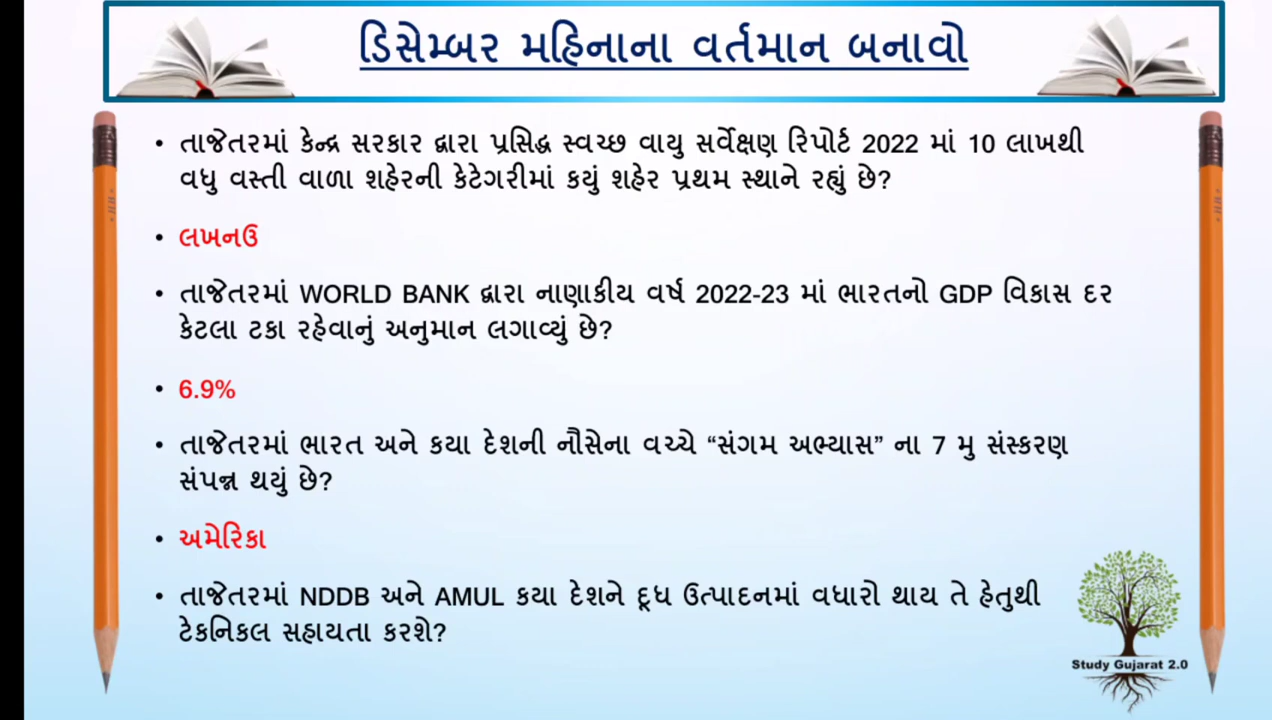 ડિસેમ્બર મહિનાના વર્તમાન બનાવો
• તાજેતરમાં કેન્દ્ર સરકાર દ્વારા પ્રસિદ્ધ સ્વચ્છ વાયુ સર્વેક્ષણ રિપોર્ટ 2022 માં 10 લાખથી
વધુ વસ્તી વાળા શહેરની કેટેગરીમાં કયું શહેર પ્રથમ સ્થાને રહ્યું છે?
• લખનઉ
• તાજેતરમાં WORLD BANK દ્વારા નાણાકીય વર્ષ 2022-23 માં ભારતનો GDP વિકાસ દર
કેટલા ટકા રહેવાનું અનુમાન લગાવ્યું છે?
• 6.9%
• તાજેતરમાં ભારત અને કયા દેશની નૌસેના વચ્ચે “સંગમ અભ્યાસ” ના 7 મુ સંસ્કરણ
સંપન્ન થયું છે?
• અમેરિકા
• તાજેતરમાં NDDB અને AMUL કયા દેશને દૂધ ઉત્પાદનમાં વધારો થાય તે હેતુથી
ટેકનિકલ સહાયતા કરશે?
Study Gujarat 2.0